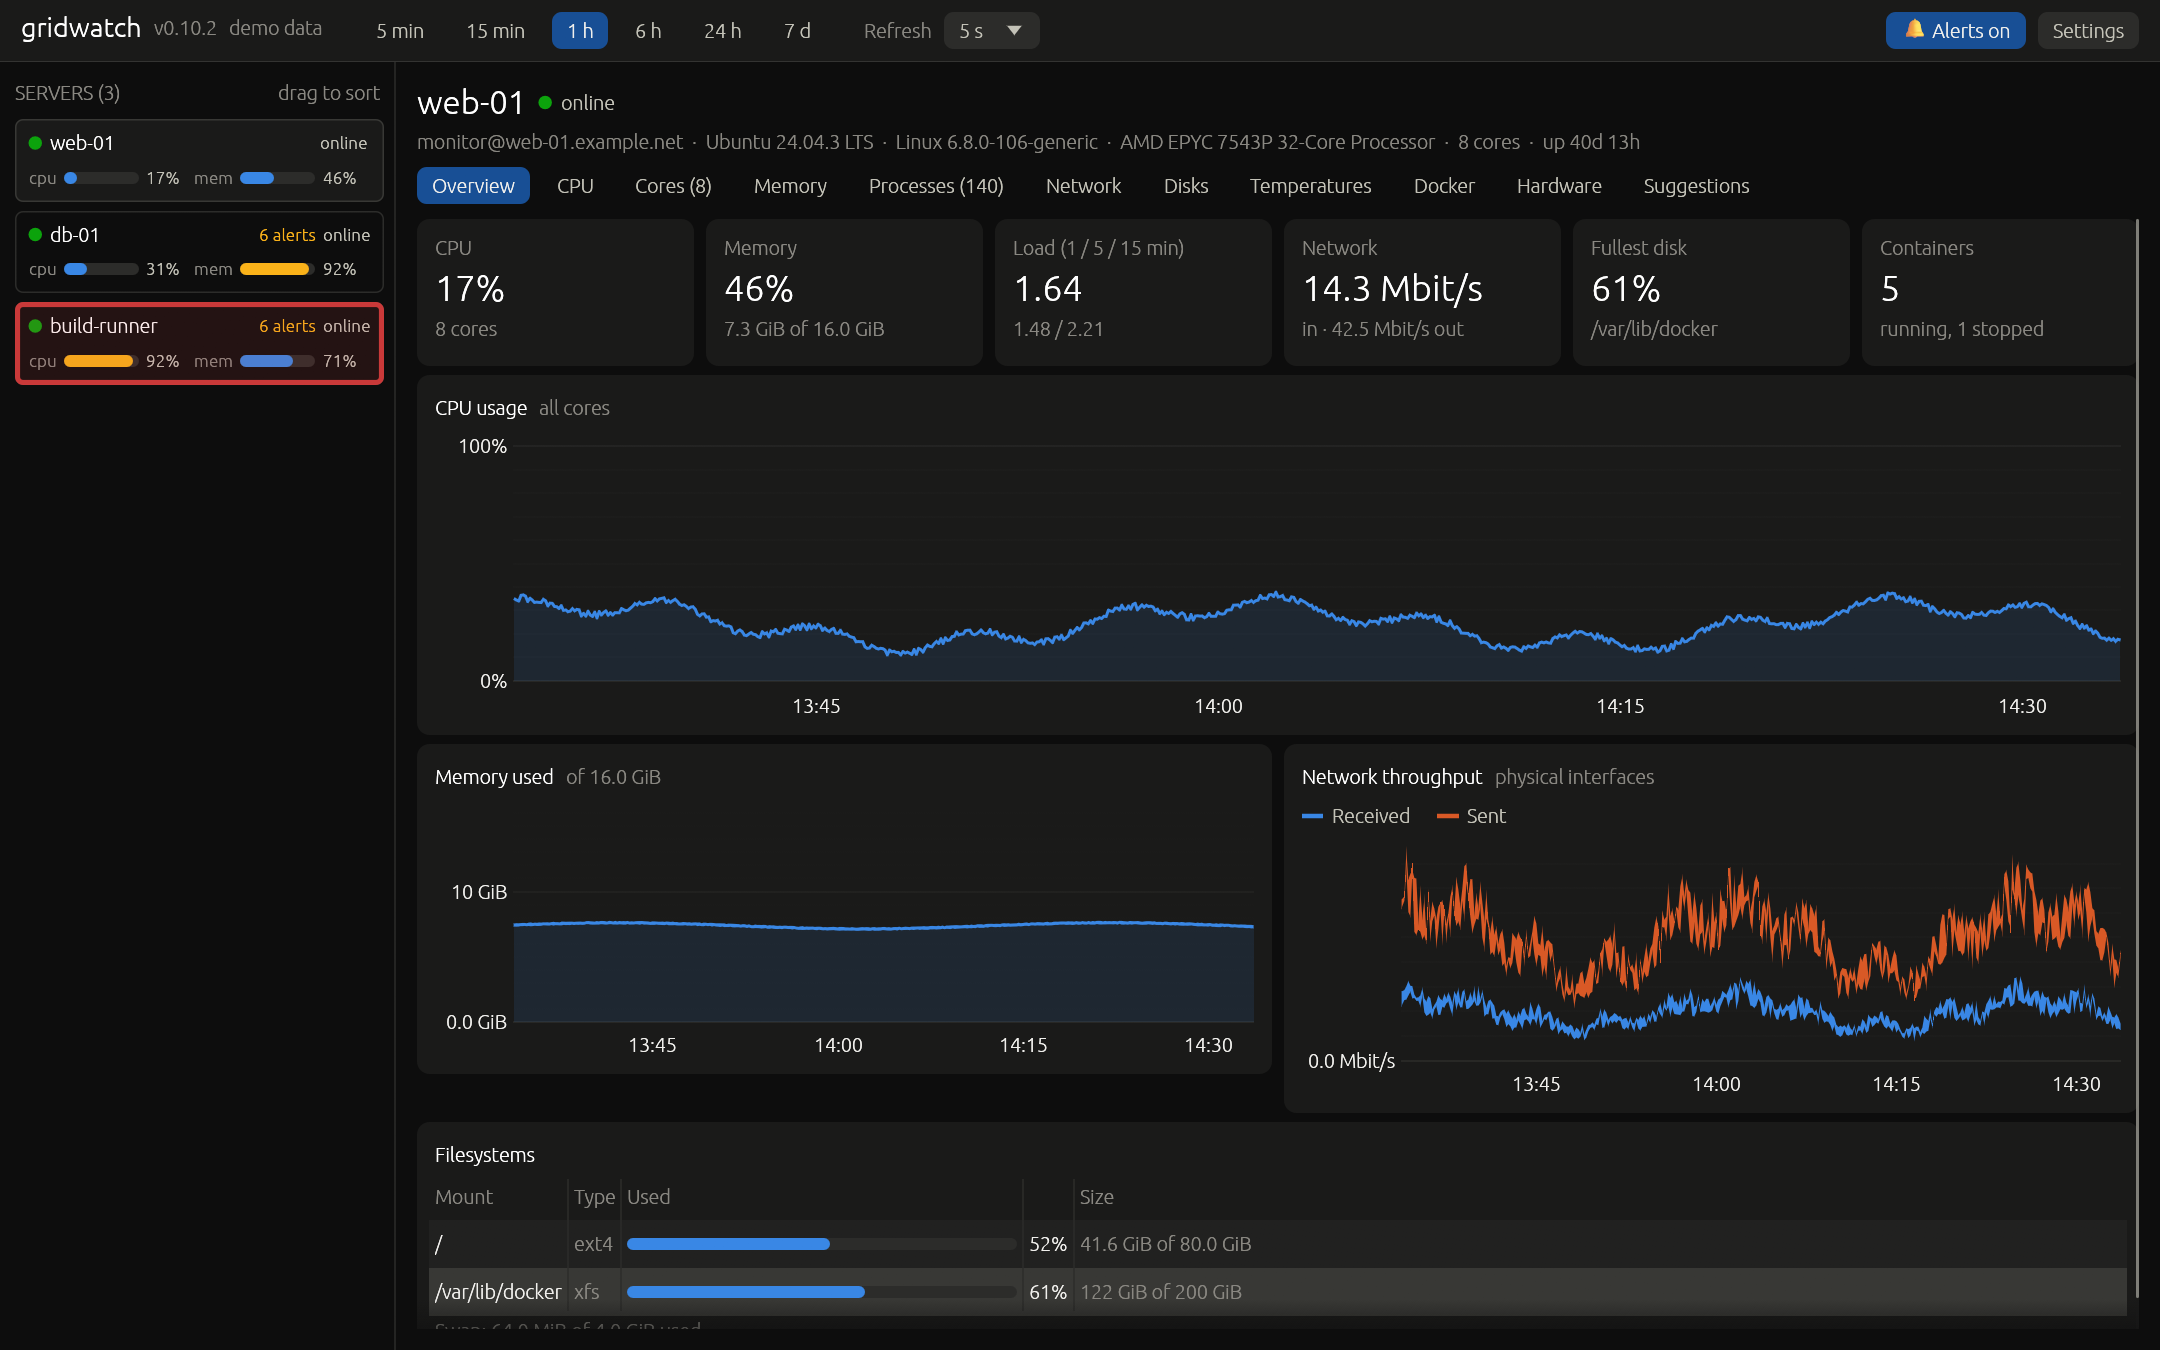 gridwatch v0.10.2 demo data 5 min 15 min 1 h 6 h 24 h 7 d Refresh 5 s Alerts on Settings
SERVERS (3) drag to sort
web-01 online
cpu 17% mem 46%
db-01 6 alerts online
cpu 31% mem 92%
build-runner 6 alerts online
cpu 92% mem 71%
web-01 online
monitor@web-01.example.net · Ubuntu 24.04.3 LTS · Linux 6.8.0-106-generic · AMD EPYC 7543P 32-Core Processor · 8 cores · up 40d 13h
Overview CPU Cores (8) Memory Processes (140) Network Disks Temperatures Docker Hardware Suggestions
CPU
17%
8 cores
Memory
46%
7.3 GiB of 16.0 GiB
Load (1 / 5 / 15 min)
1.64
1.48 / 2.21
Network
14.3 Mbit/s
in · 42.5 Mbit/s out
Fullest disk
61%
/var/lib/docker
Containers
5
running, 1 stopped
CPU usage all cores
100%
0%
13:45 14:00 14:15 14:30
Memory used of 16.0 GiB
10 GiB
0.0 GiB
13:45 14:00 14:15 14:30
Network throughput physical interfaces
Received Sent
0.0 Mbit/s
13:45 14:00 14:15 14:30
Filesystems
Mount Type Used Size
/ ext4 52% 41.6 GiB of 80.0 GiB
/var/lib/docker xfs 61% 122 GiB of 200 GiB
Swap: 64.0 MiB of 4.0 GiB used